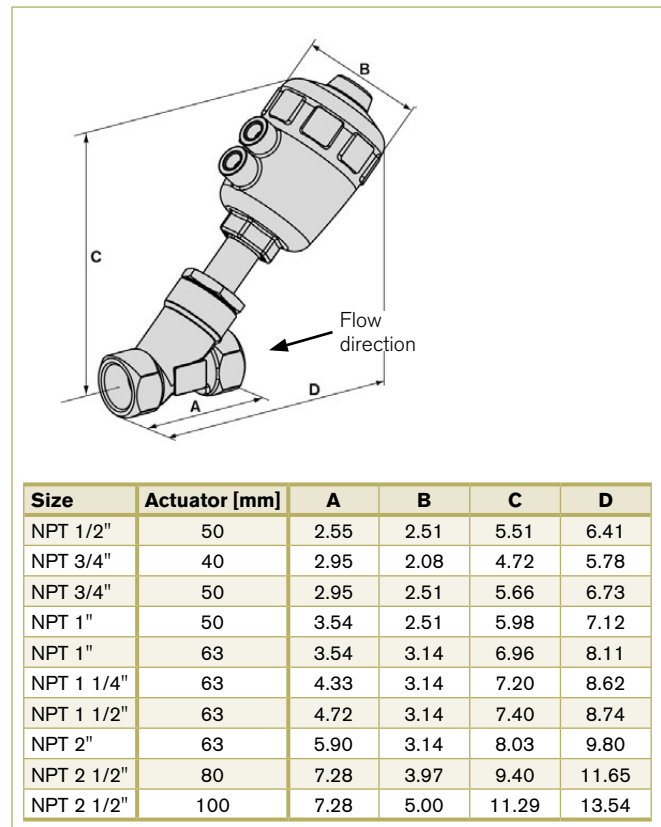 B
C
Flow
direction
D
A
Size Actuator [mm] A B C D
NPT 1/2" 50 2.55 2.51 5.51 6.41
NPT 3/4" 40 2.95 2.08 4.72 5.78
NPT 3/4" 50 2.95 2.51 5.66 6.73
NPT 1" 50 3.54 2.51 5.98 7.12
NPT 1" 63 3.54 3.14 6.96 8.11
NPT 1 1/4" 63 4.33 3.14 7.20 8.62
NPT 1 1/2" 63 4.72 3.14 7.40 8.74
NPT 2" 63 5.90 3.14 8.03 9.80
NPT 2 1/2" 80 7.28 3.97 9.40 11.65
NPT 2 1/2" 100 7.28 5.00 11.29 13.54